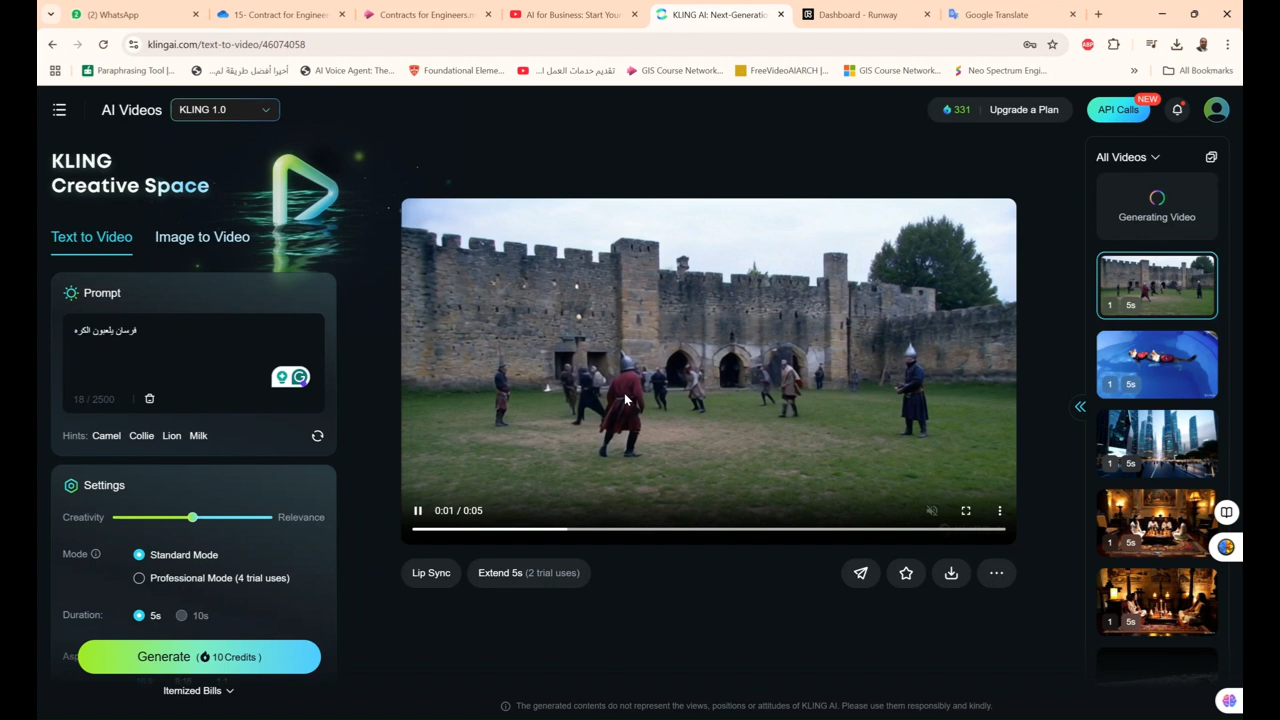 (2) WhatsApp
15- Contract for Engineer
Contracts for Engineers.m
AI for Business: Start Your
KLING AI: Next-Generatio
Dashboard - Runway
Google Translate
klingai.com/text-to-video/46074058
Paraphrasing Tool |...
أخيرا أفضل طريقة لم...
AI Voice Agent: The...
Foundational Eleme...
تقديم خدمات العمل ا...
GIS Course Network...
FreeVideoAIARCH |...
GIS Course Network...
Neo Spectrum Engi...
All Bookmarks
AI Videos
KLING 1.0
331
Upgrade a Plan
API Calls
NEW
KLING
Creative Space
Text to Video
Image to Video
Prompt
فرسان يلعبون الكره
18 / 2500
Hints: Camel Collie Lion Milk
Settings
Creativity
Relevance
Mode
Standard Mode
Professional Mode (4 trial uses)
Duration:
5s
10s
Generate (10 Credits )
Itemized Bills
0:01 / 0:05
Lip Sync
Extend 5s (2 trial uses)
All Videos
Generating Video
1 5s
1 5s
1 5s
1 5s
1 5s
The generated contents do not represent the views, positions or attitudes of KLING AI. Please use them responsibly and kindly.